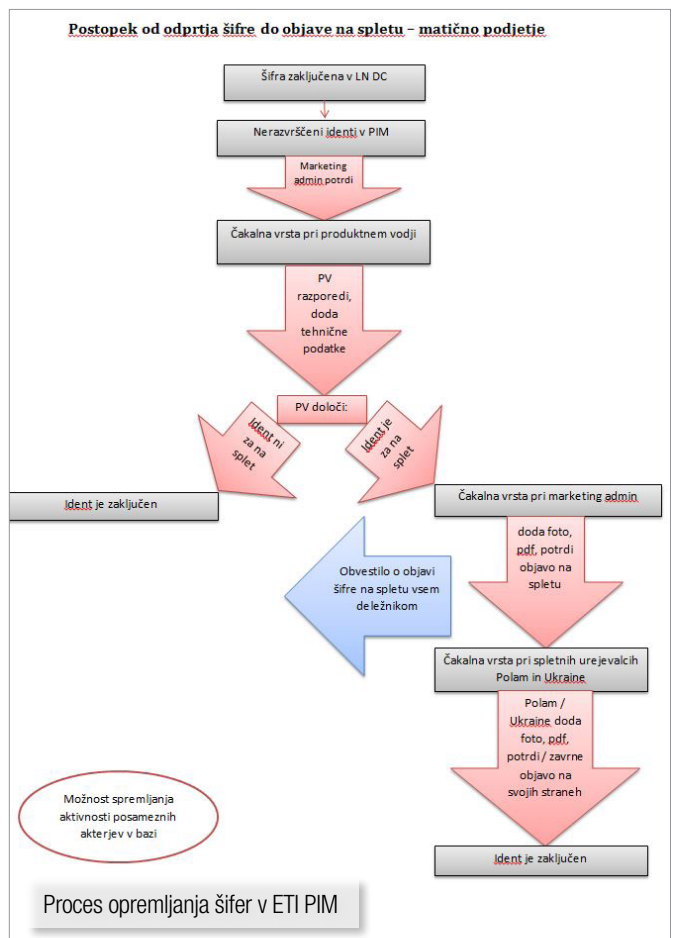 Postopek od odprtja šifre do objave na spletu – matično podjetje
Šifra zaključena v LN DC
Nerazvrščeni identi v PIM
Marketing
admin potrdi
Čakalna vrsta pri produktnem vodji
PV
razporedi,
doda
tehnične
podatke
PV določi:
Ident ni
za na
splet
Ident je
za na
splet
Ident je zaključen
Čakalna vrsta pri marketing admin
doda foto,
pdf, potrdi
objavo na
spletu
Obvestilo o objavi
šifre na spletu vsem
deležnikom
Čakalna vrsta pri spletnih urejevalcih
Polam in Ukraine
Polam /
Ukraine doda
foto, pdf,
potrdi / zavrne
objavo na
svojih straneh
Možnost spremljanja
aktivnosti posameznih
akterjev v bazi
Ident je zaključen
Proces opremljanja šifer v ETI PIM